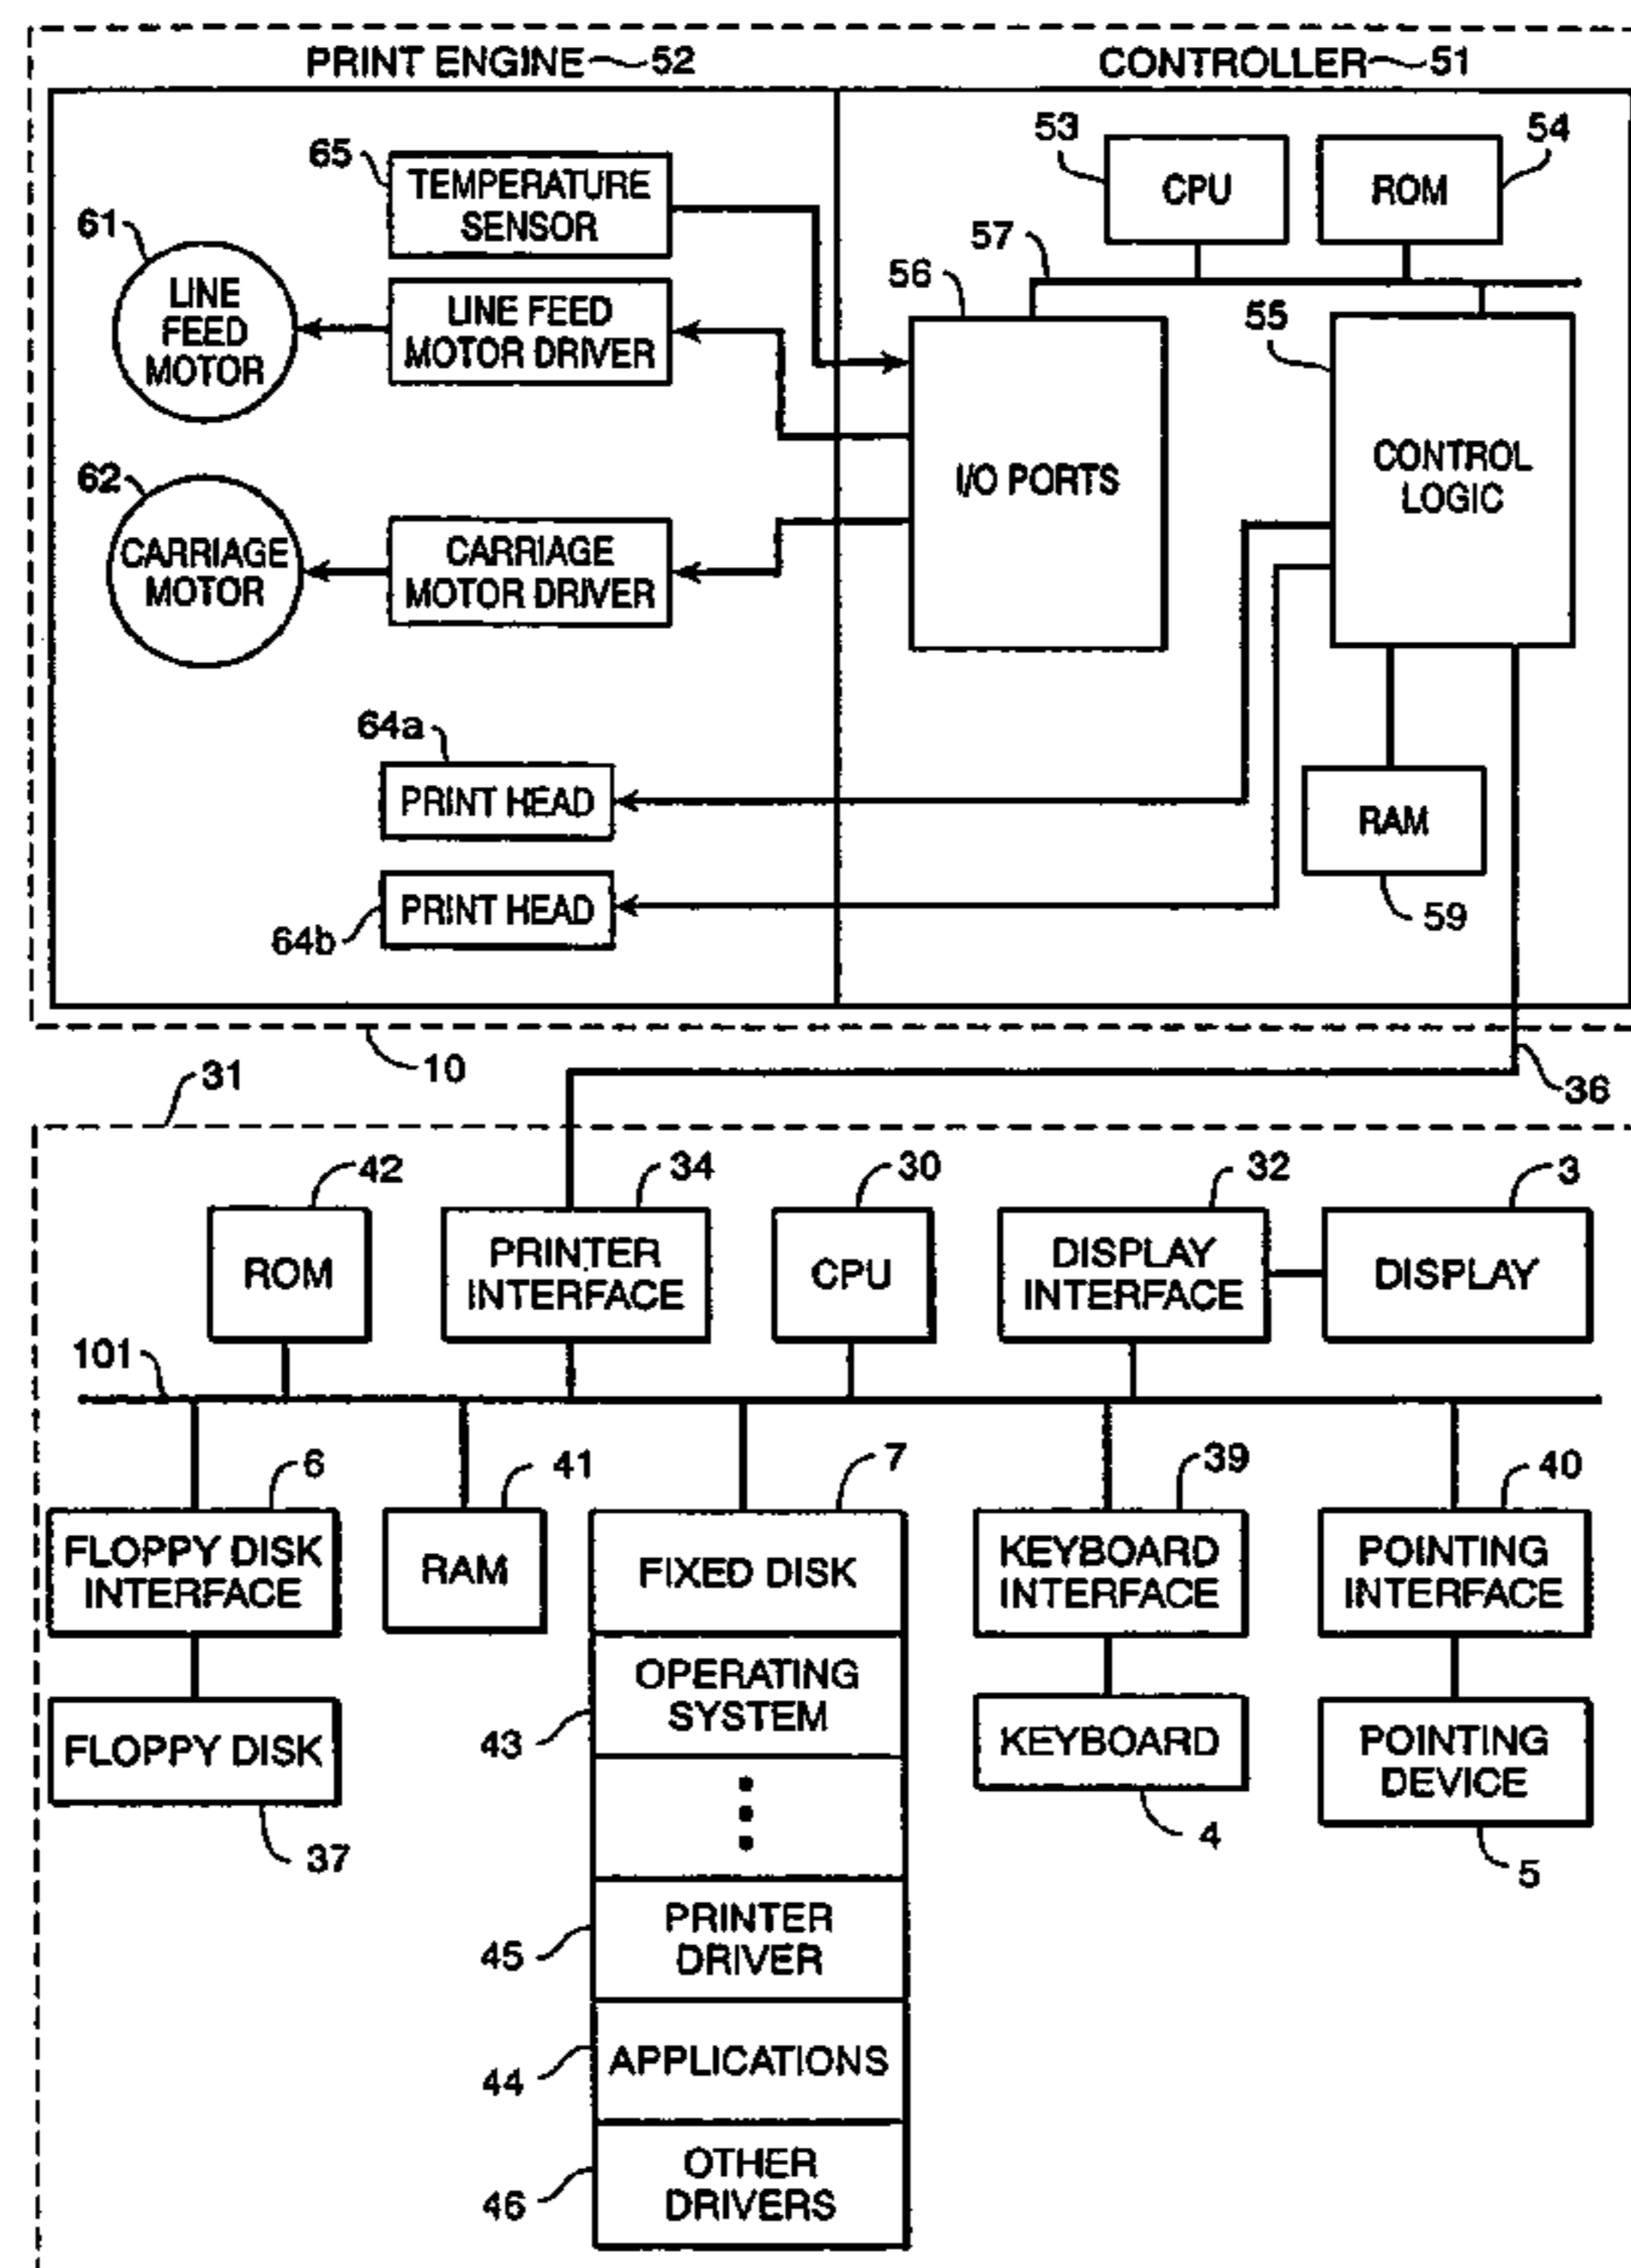 PRINT ENGINE 52
CONTROLLER 51
65
TEMPERATURE
SENSOR
53
CPU
ROM
54
61
LINE
FEED
MOTOR
LINE FEED
MOTOR DRIVER
57
56
I/O PORTS
55
CONTROL
LOGIC
62
CARRIAGE
MOTOR
CARRIAGE
MOTOR DRIVER
64a
PRINT HEAD
RAM
59
PRINT HEAD
64b
10
36
31
42
ROM
34
PRINTER
INTERFACE
30
CPU
32
DISPLAY
INTERFACE
3
DISPLAY
101
6
FLOPPY DISK
INTERFACE
41
RAM
7
FIXED DISK
39
KEYBOARD
INTERFACE
40
POINTING
INTERFACE
FLOPPY DISK
37
OPERATING
SYSTEM
43
KEYBOARD
4
POINTING
DEVICE
5
PRINTER
DRIVER
45
APPLICATIONS
44
OTHER
DRIVERS
46